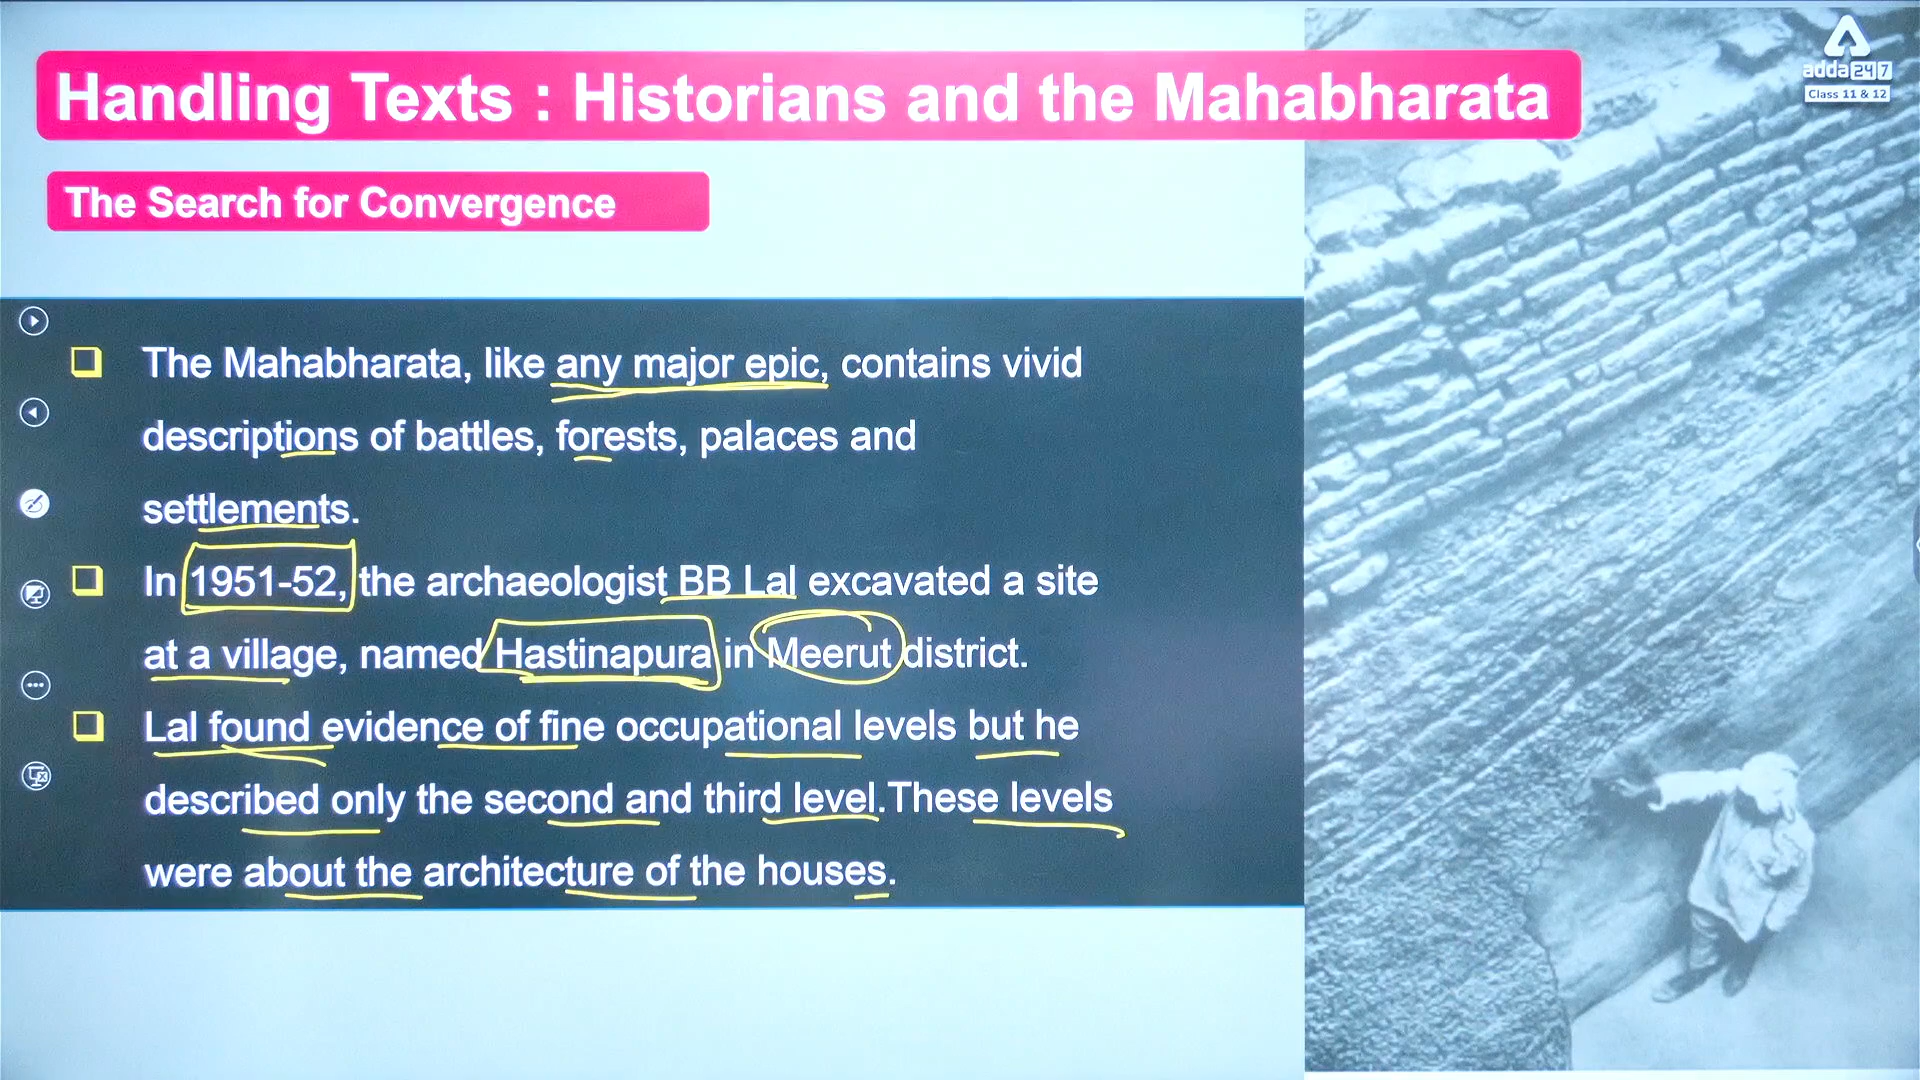 Handling Texts : Historians and the Mahabharata
adda247
Class 11 & 12
The Search for Convergence
The Mahabharata, like any major epic, contains vivid
descriptions of battles, forests, palaces and
settlements.
In 1951-52, the archaeologist BB Lal excavated a site
at a village, named Hastinapura in Meerut district.
Lal found evidence of fine occupational levels but he
described only the second and third level.These levels
were about the architecture of the houses.